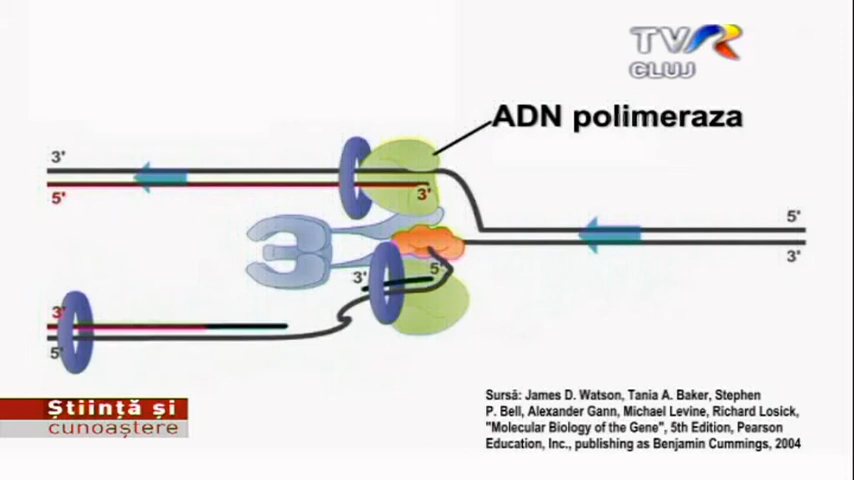 TVR
CLUJ
ADN polimeraza
3'
5'
3'
5'
3'
3'
5'
3'
5'
Știință și
cunoaștere
Sursă: James D. Watson, Tania A. Baker, Stephen
P. Bell, Alexander Gann, Michael Levine, Richard Losick,
"Molecular Biology of the Gene", 5th Edition, Pearson
Education, Inc., publishing as Benjamin Cummings, 2004